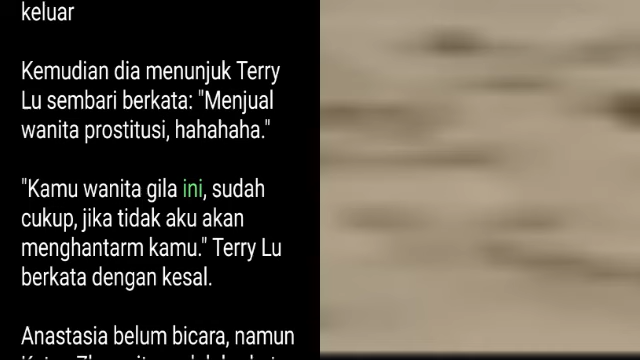 keluar
Kemudian dia menunjuk Terry
Lu sembari berkata: "Menjual
wanita prostitusi, hahahaha."
"Kamu wanita gila ini, sudah
cukup, jika tidak aku akan
menghantarm kamu." Terry Lu
berkata dengan kesal.
Anastasia belum bicara, namun